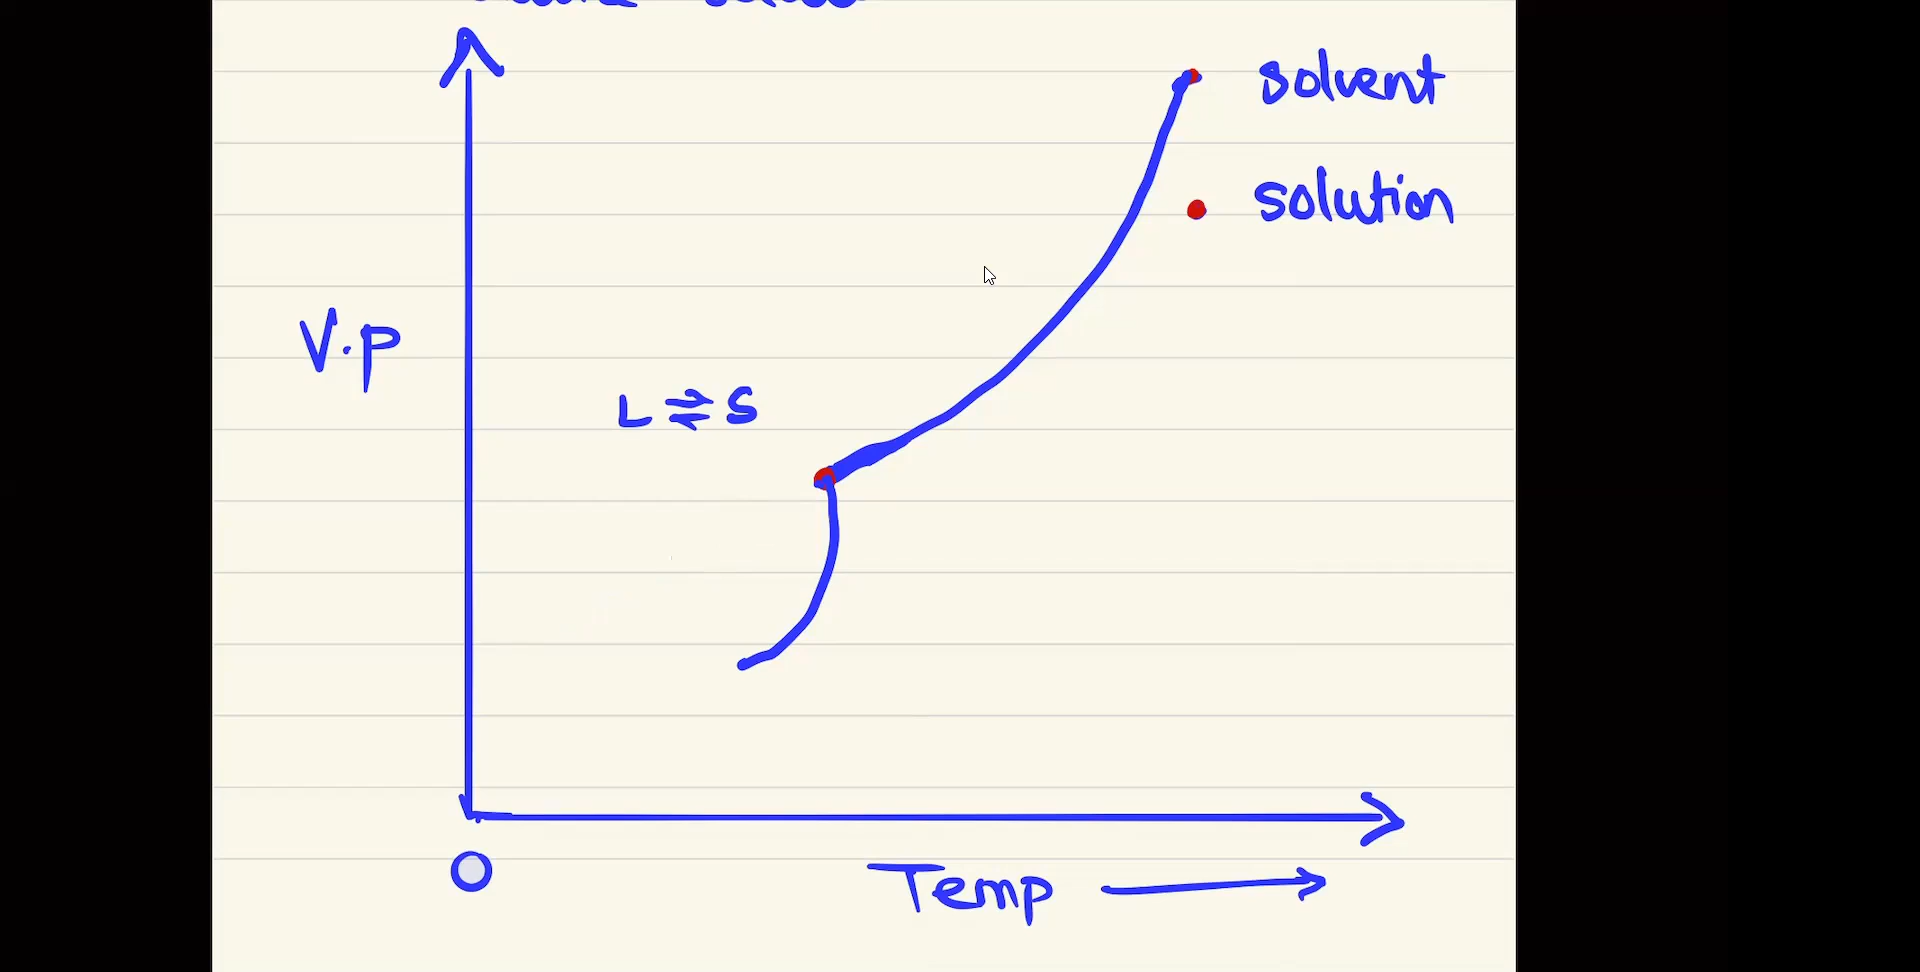 solvent
solution
V.p
L ⇌ S
O
Temp →